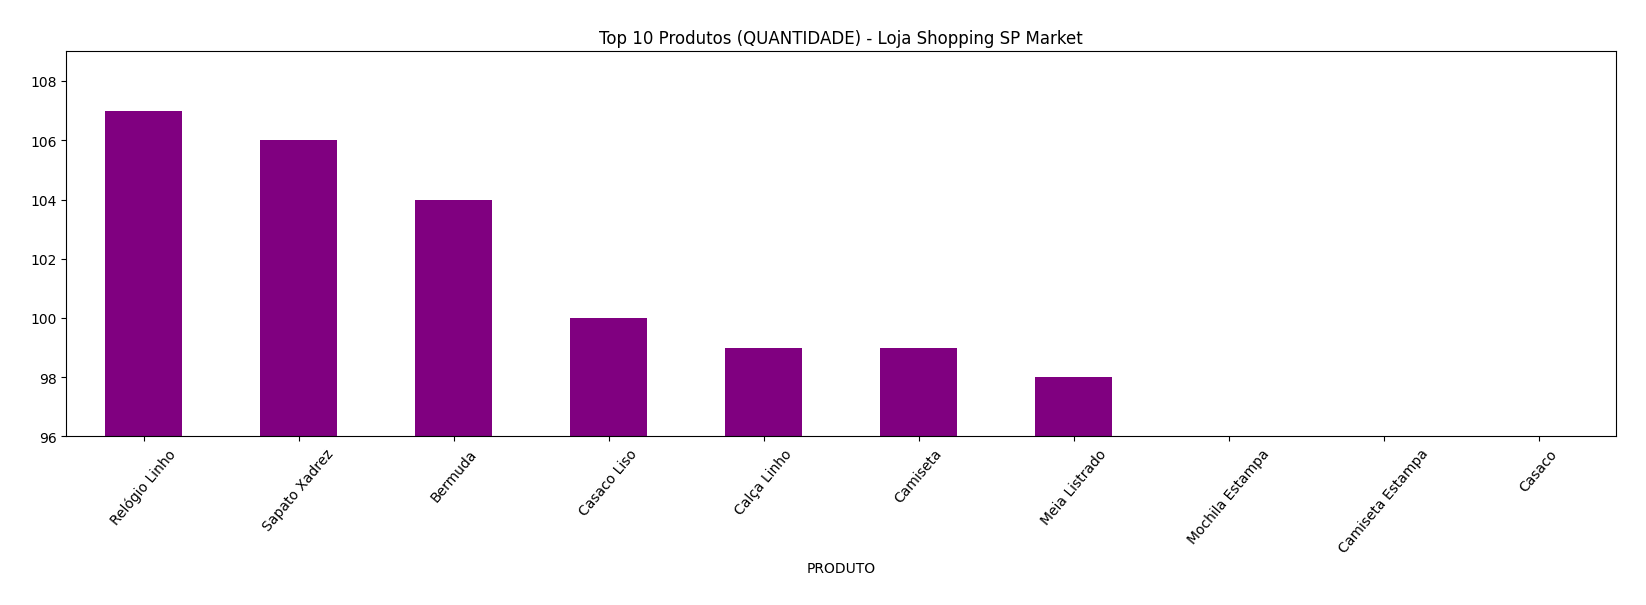 Top 10 Produtos (QUANTIDADE) - Loja Shopping SP Market
108
106
104
102
100
98
96
Relógio Linho
Sapato Xadrez
Bermuda
Casaco Liso
Calça Linho
Camiseta
Meia Listrado
Mochila Estampa
Camiseta Estampa
Casaco
PRODUTO